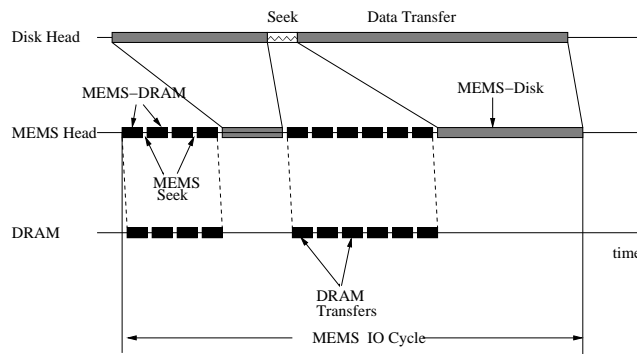 Seek
Data Transfer
Disk Head
MEMS−Disk
MEMS−DRAM
MEMS Head
MEMS
Seek
DRAM
time
DRAM
Transfers
MEMS IO Cycle